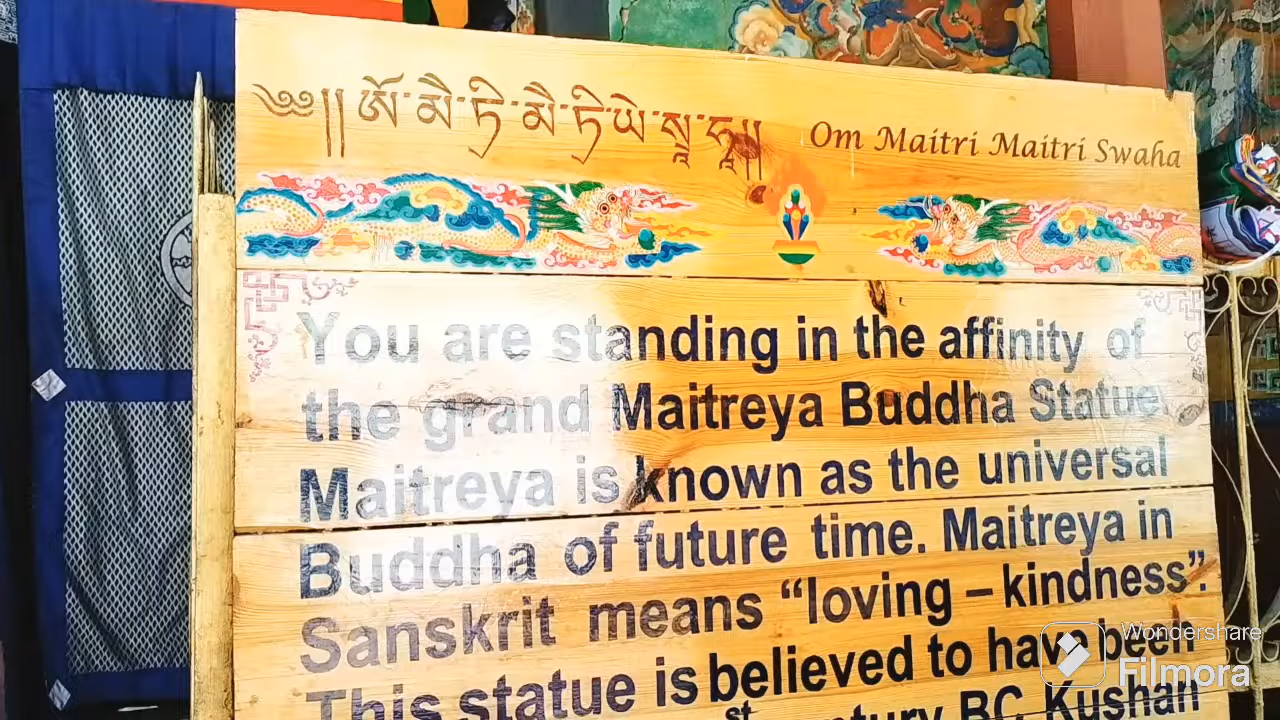 ༄༎ ཨོཾ་མཻ་ཏྲི་མཻ་ཏྲི་ཡེ་སྭཱ་ཧཱ༎
Om Maitri Maitri Swaha
You are standing in the affinity of
the grand Maitreya Buddha Statue.
Maitreya is known as the universal
Buddha of future time. Maitreya in
Sanskrit means “loving – kindness”.
This statue is believed to have been
st BC Kushan
Wondershare
Filmora